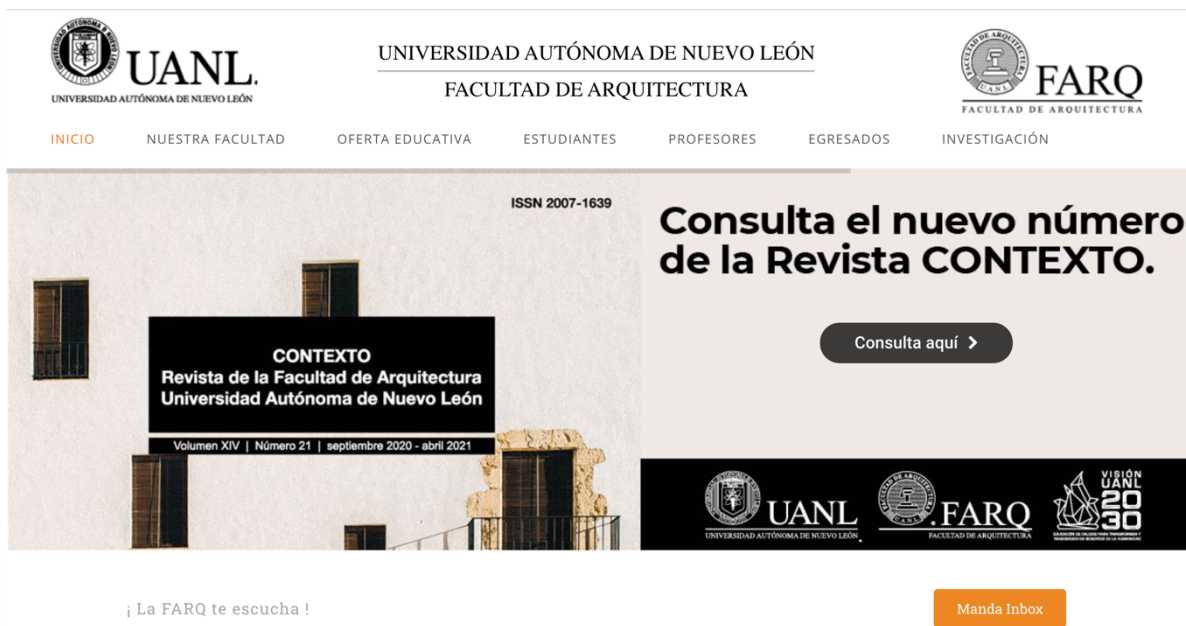 UANL.
UNIVERSIDAD AUTÓNOMA DE NUEVO LEÓN
UNIVERSIDAD AUTÓNOMA DE NUEVO LEÓN
FACULTAD DE ARQUITECTURA
FARQ
FACULTAD DE ARQUITECTURA
INICIO NUESTRA FACULTAD OFERTA EDUCATIVA ESTUDIANTES PROFESORES EGRESADOS INVESTIGACIÓN
ISSN 2007-1639
CONTEXTO
Revista de la Facultad de Arquitectura
Universidad Autónoma de Nuevo León
Volumen XIV | Número 21 | septiembre 2020 - abril 2021
Consulta el nuevo número
de la Revista CONTEXTO.
Consulta aquí
UANL.
UNIVERSIDAD AUTÓNOMA DE NUEVO LEÓN
.FARQ
FACULTAD DE ARQUITECTURA
VISIÓN
UANL
20
30
¡ La FARQ te escucha !
Manda Inbox